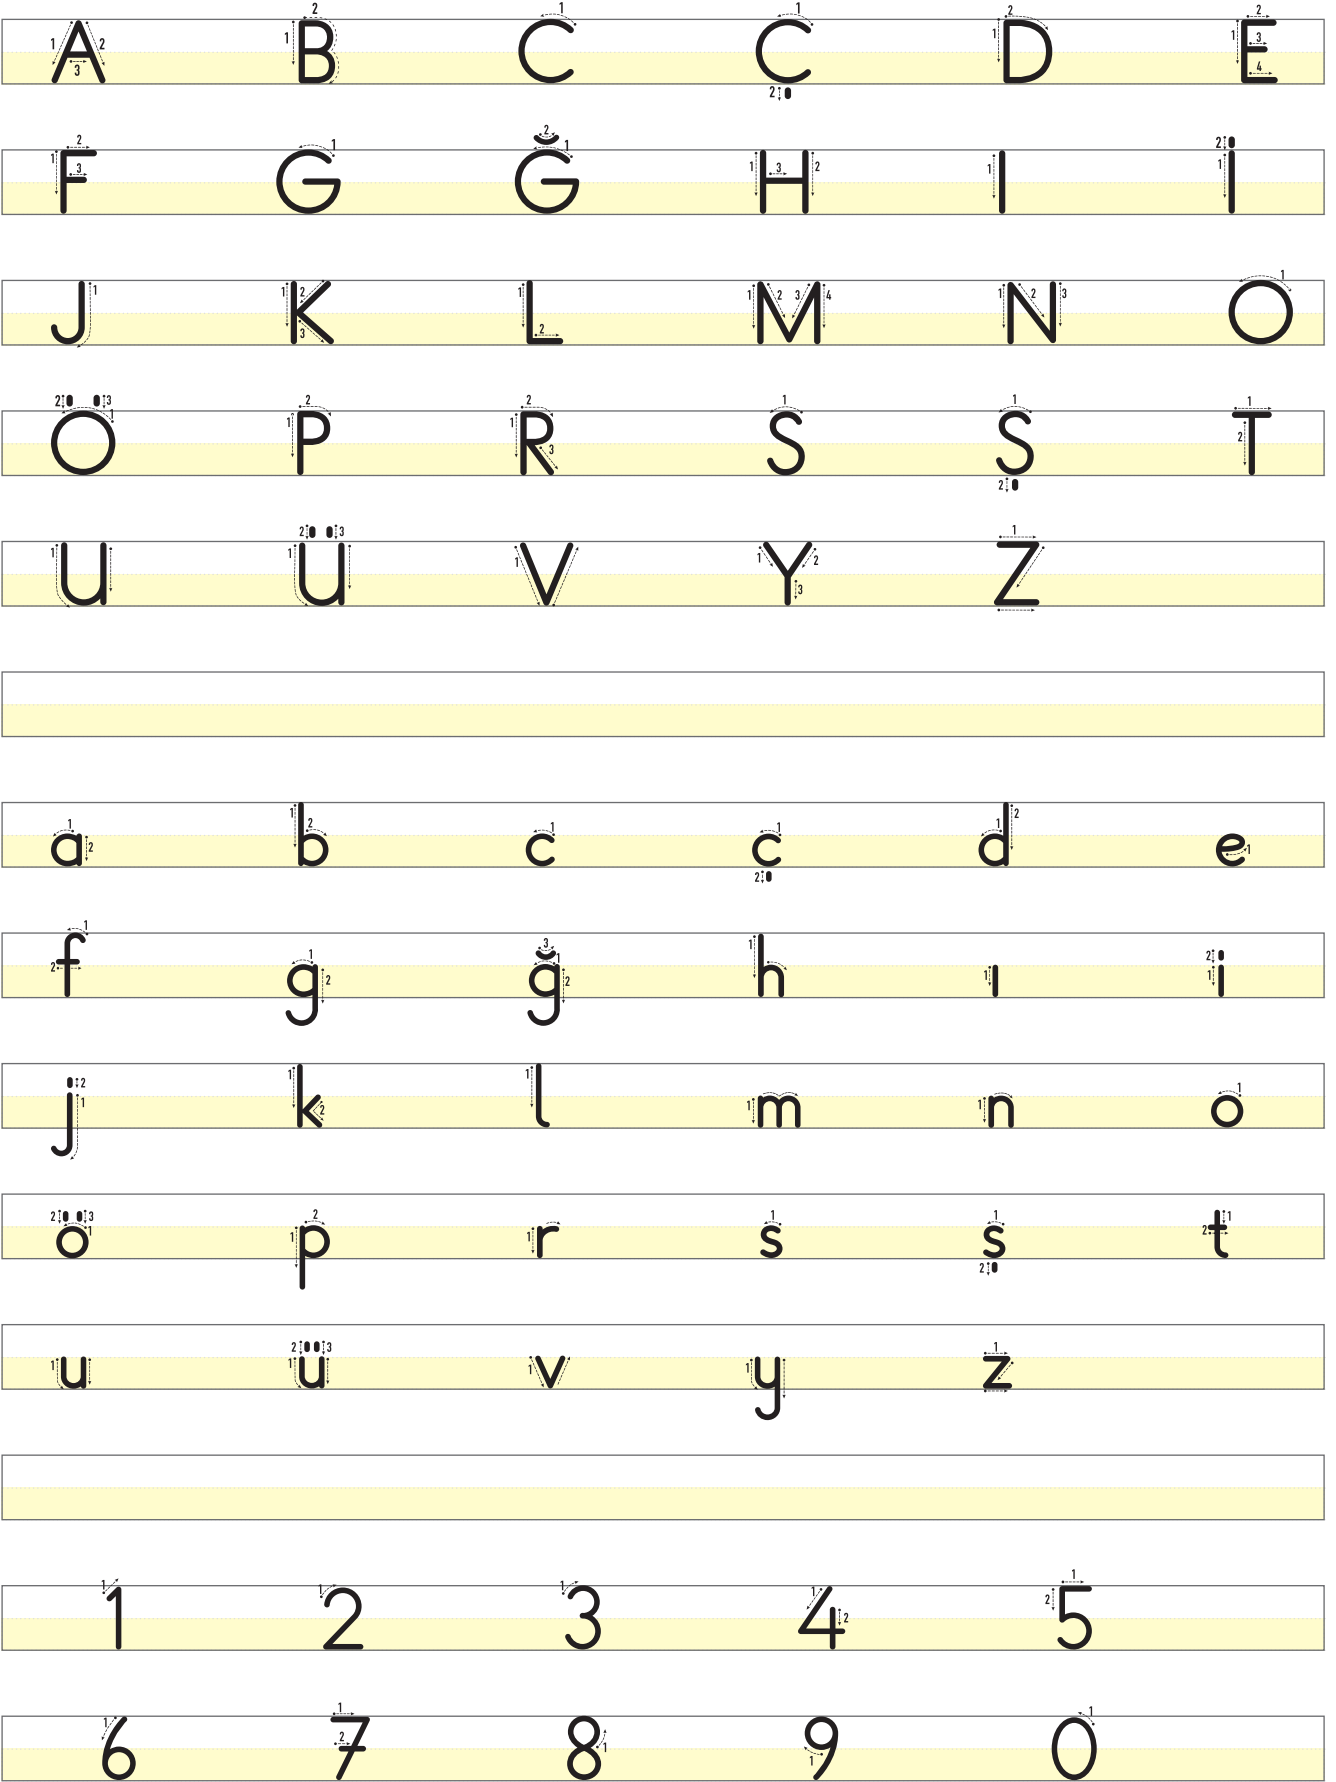 A B C Ç D E
F G Ğ H I İ
J K L M N O
Ö P R S Ş T
U Ü V Y Z
a b c ç d e
f g ğ h ı i
j k l m n o
ö p r s ş t
u ü v y z
1 2 3 4 5
6 7 8 9 0